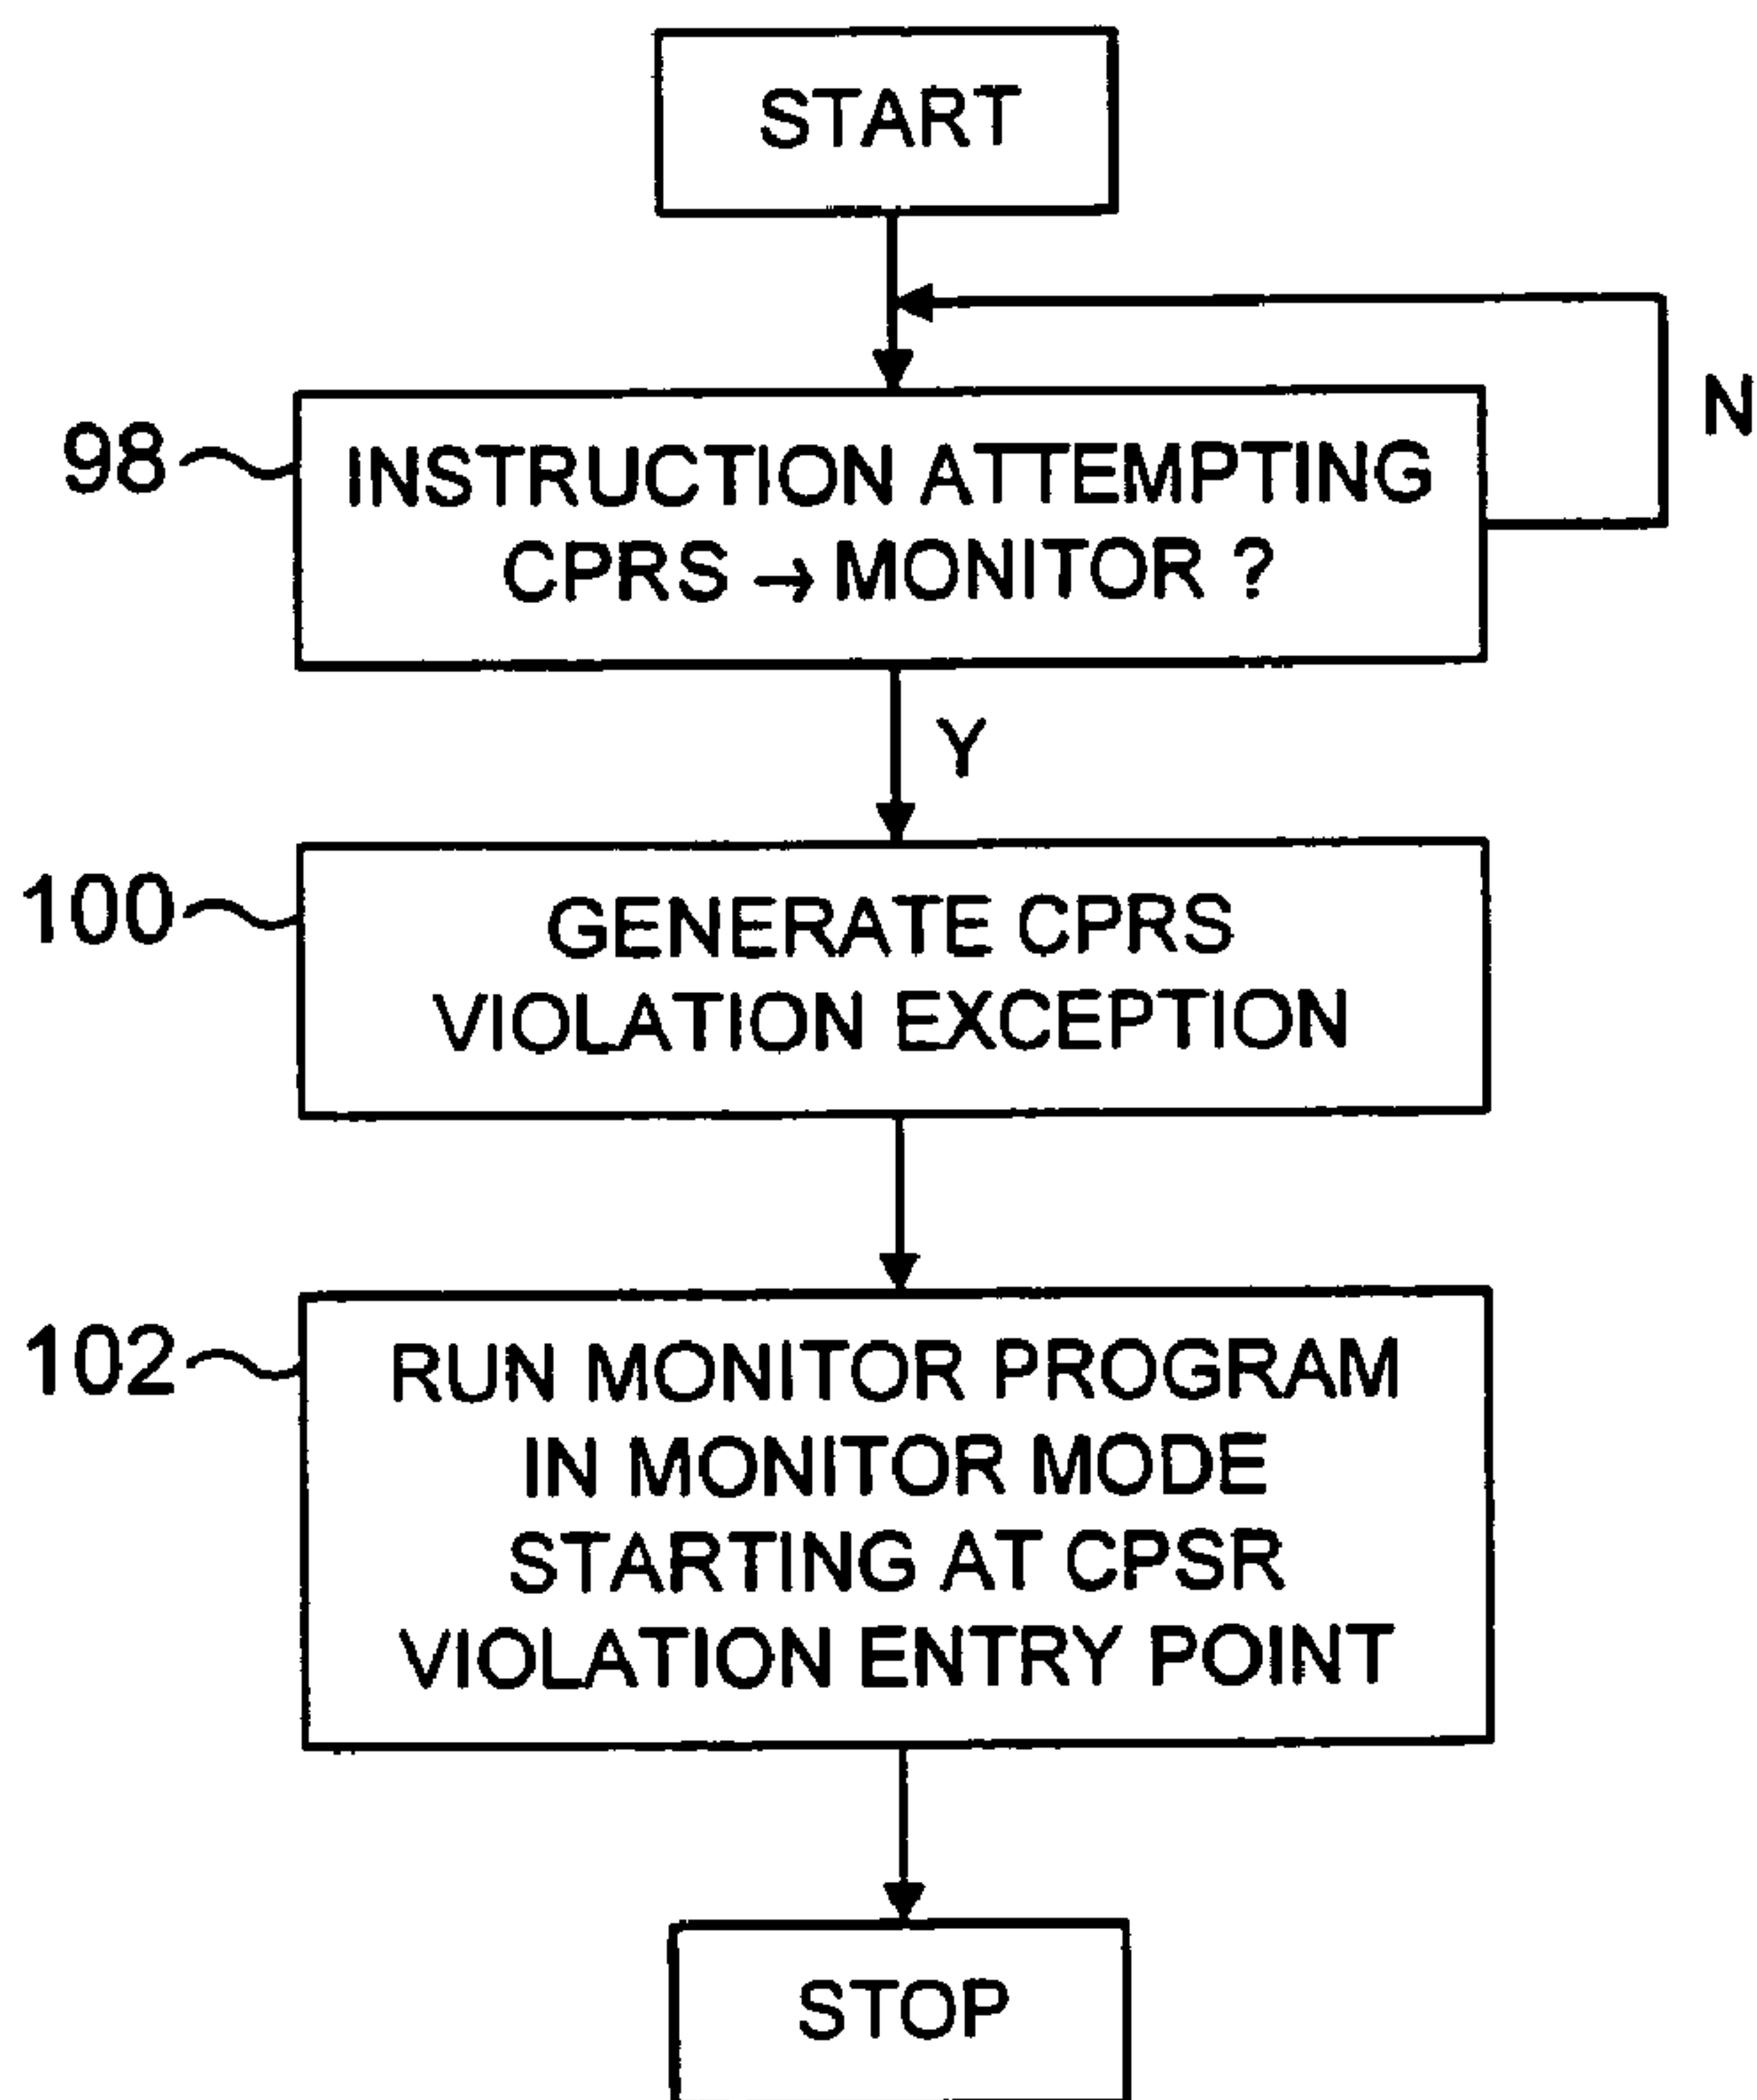 START
N
98
INSTRUCTION ATTEMPTING
CPRS → MONITOR ?
Y
100
GENERATE CPRS
VIOLATION EXCEPTION
102
RUN MONITOR PROGRAM
IN MONITOR MODE
STARTING AT CPSR
VIOLATION ENTRY POINT
STOP